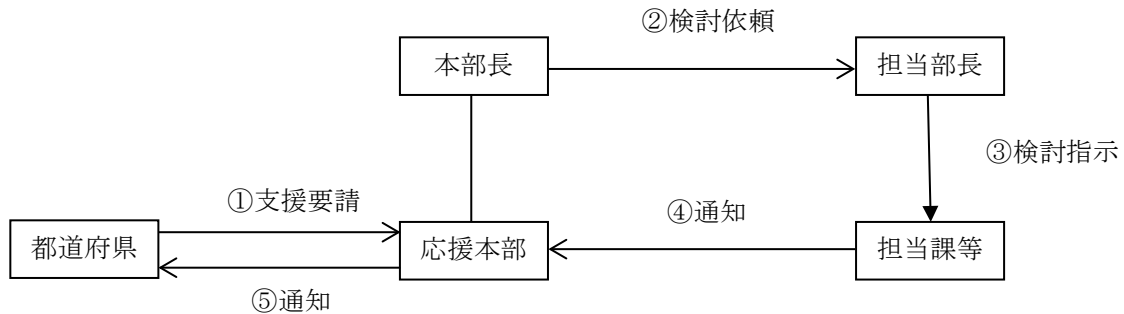 ②検討依頼
本部長
担当部長
③検討指示
①支援要請
④通知
都道府県
応援本部
担当課等
⑤通知